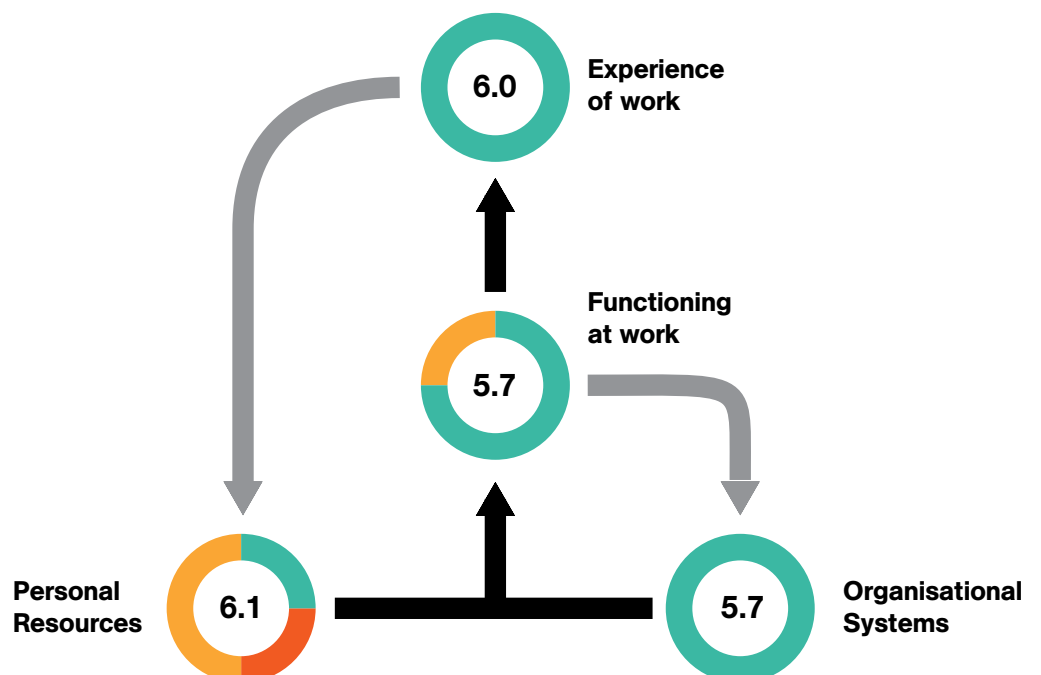 6.0
Experience
of work
Functioning
at work
5.7
Personal
Resources
6.1
5.7
Organisational
Systems